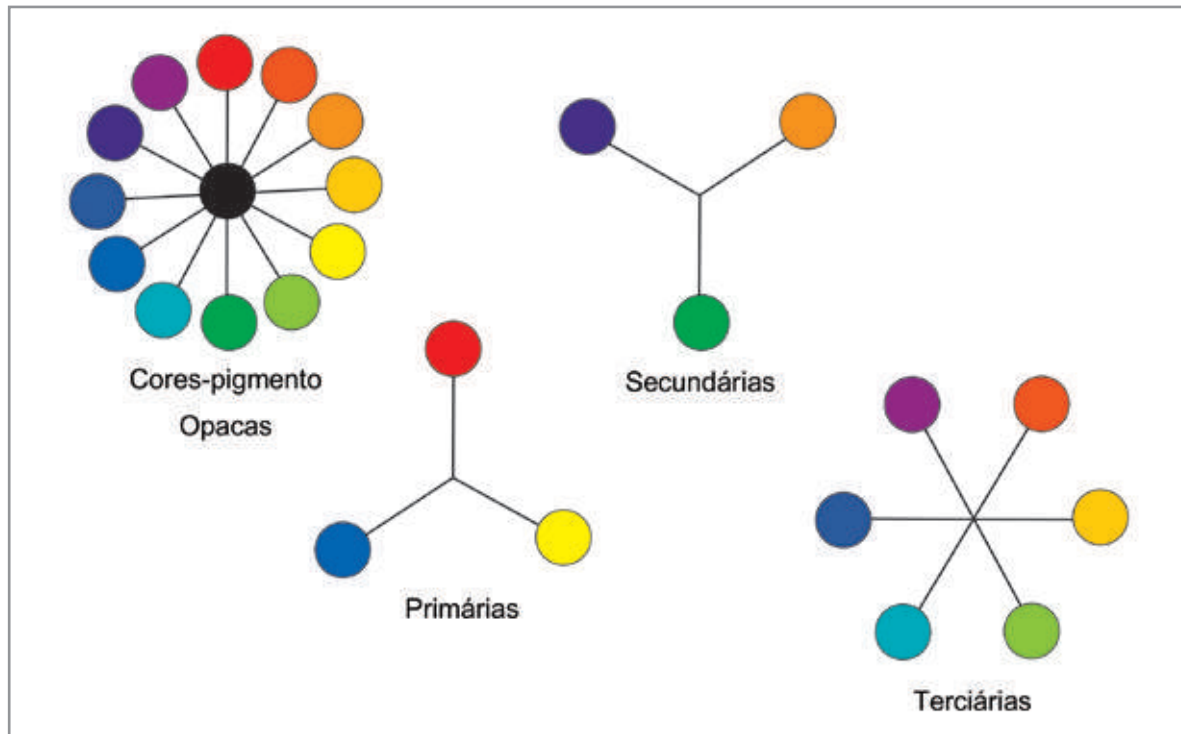 Cores-pigmento
Opacas
Secundárias
Primárias
Terciárias